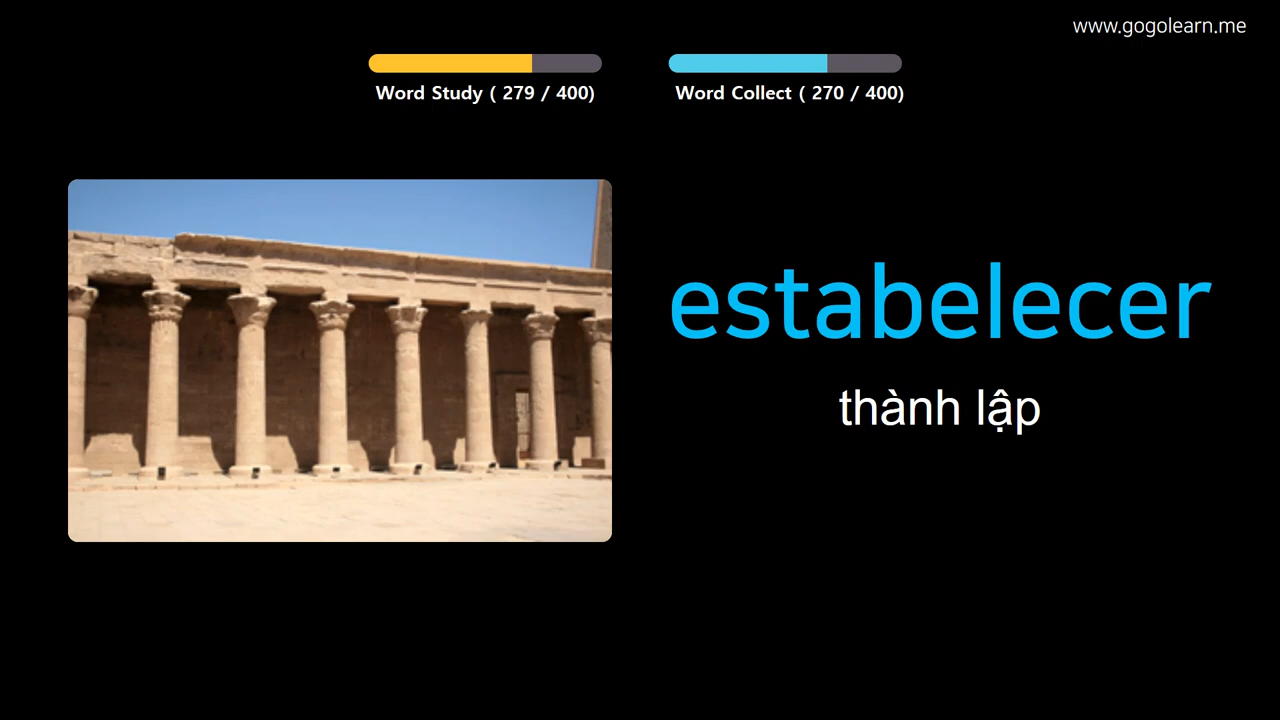 www.gogolearn.me
Word Study ( 279 / 400)
Word Collect ( 270 / 400)
estabelecer
thành lập